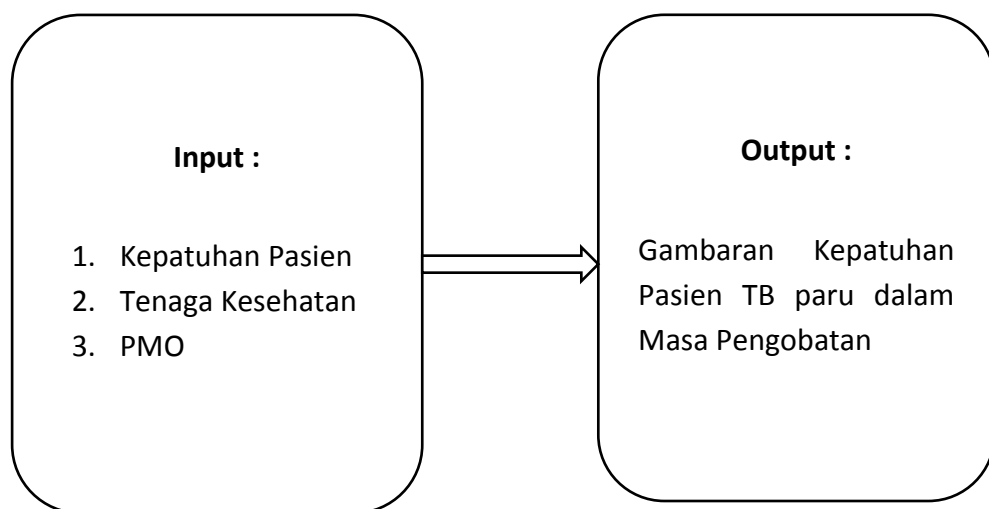 Input :
1. Kepatuhan Pasien
2. Tenaga Kesehatan
3. PMO
Output :
Gambaran Kepatuhan
Pasien TB paru dalam
Masa Pengobatan